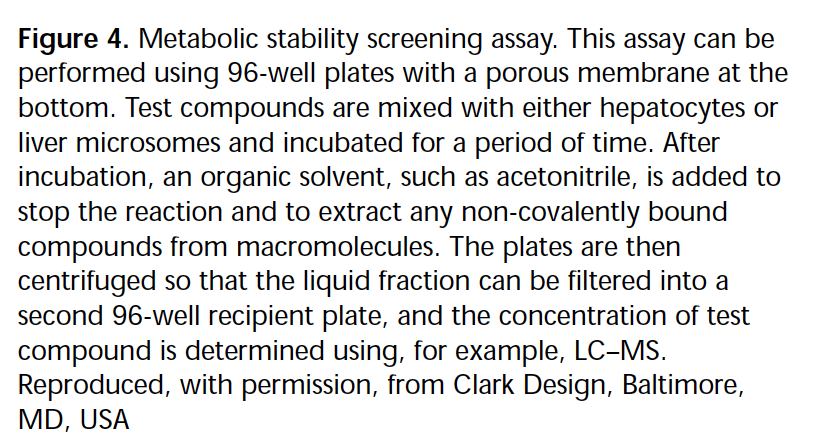 Figure 4. Metabolic stability screening assay. This assay can be
performed using 96-well plates with a porous membrane at the
bottom. Test compounds are mixed with either hepatocytes or
liver microsomes and incubated for a period of time. After
incubation, an organic solvent, such as acetonitrile, is added to
stop the reaction and to extract any non-covalently bound
compounds from macromolecules. The plates are then
centrifuged so that the liquid fraction can be filtered into a
second 96-well recipient plate, and the concentration of test
compound is determined using, for example, LC–MS.
Reproduced, with permission, from Clark Design, Baltimore,
MD, USA